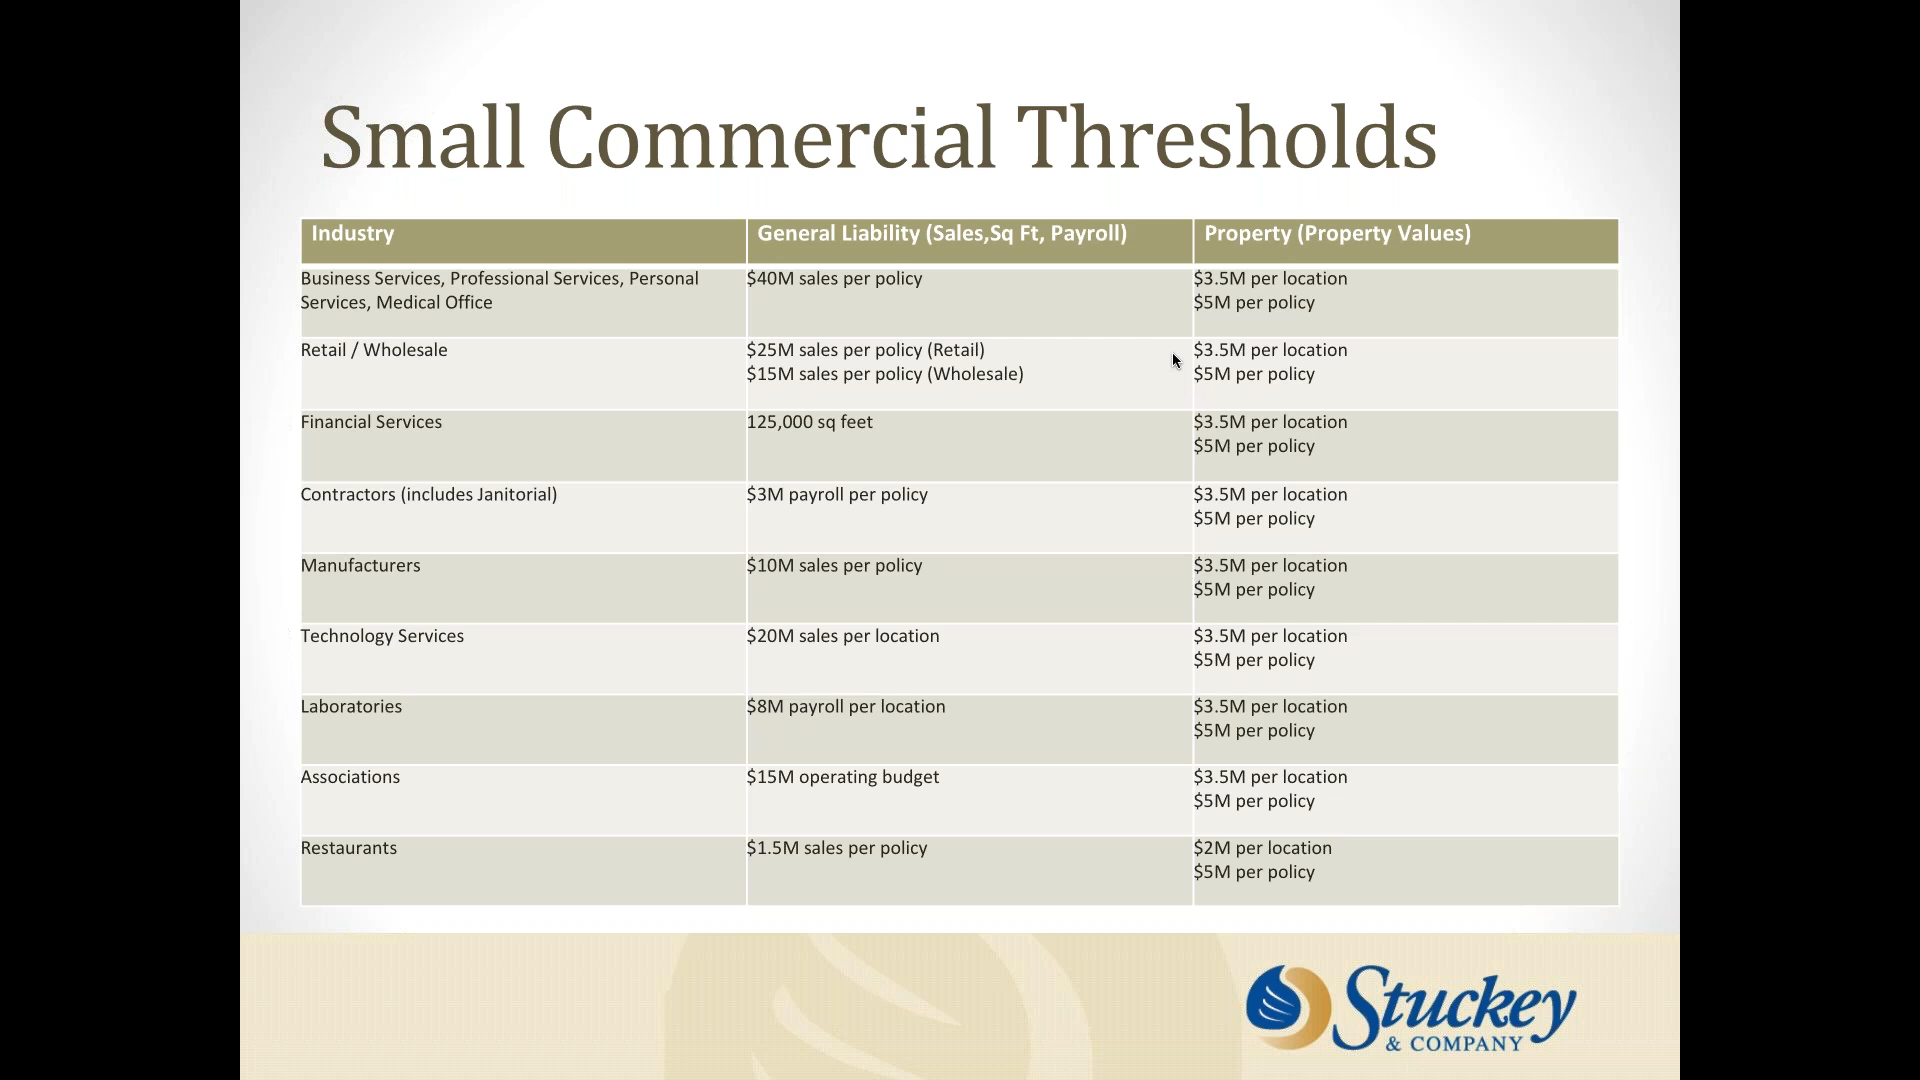 Small Commercial Thresholds
Industry
General Liability (Sales,Sq Ft, Payroll)
Property (Property Values)
Business Services, Professional Services, Personal
Services, Medical Office
$40M sales per policy
$3.5M per location
$5M per policy
Retail / Wholesale
$25M sales per policy (Retail)
$15M sales per policy (Wholesale)
$3.5M per location
$5M per policy
Financial Services
125,000 sq feet
$3.5M per location
$5M per policy
Contractors (includes Janitorial)
$3M payroll per policy
$3.5M per location
$5M per policy
Manufacturers
$10M sales per policy
$3.5M per location
$5M per policy
Technology Services
$20M sales per location
$3.5M per location
$5M per policy
Laboratories
$8M payroll per location
$3.5M per location
$5M per policy
Associations
$15M operating budget
$3.5M per location
$5M per policy
Restaurants
$1.5M sales per policy
$2M per location
$5M per policy
Stuckey
& COMPANY